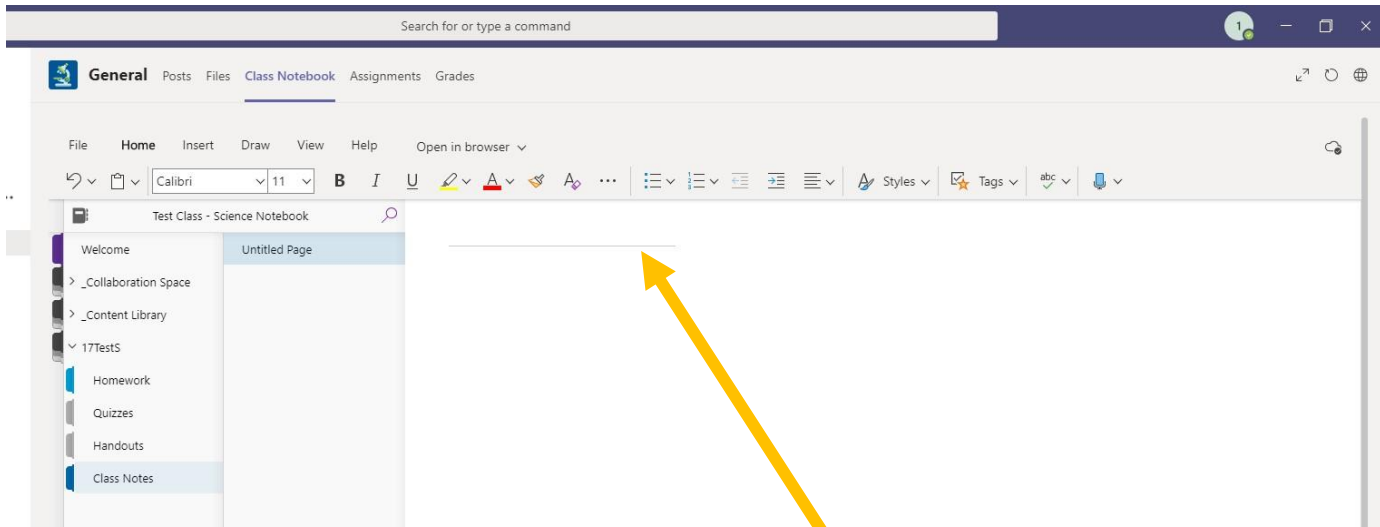 Search for or type a command
1
General Posts Files Class Notebook Assignments Grades
File Home Insert Draw View Help Open in browser
Calibri 11 B I U A A ... Styles Tags abc
Test Class - Science Notebook
Welcome Untitled Page
_Collaboration Space
_Content Library
17TestS
Homework
Quizzes
Handouts
Class Notes